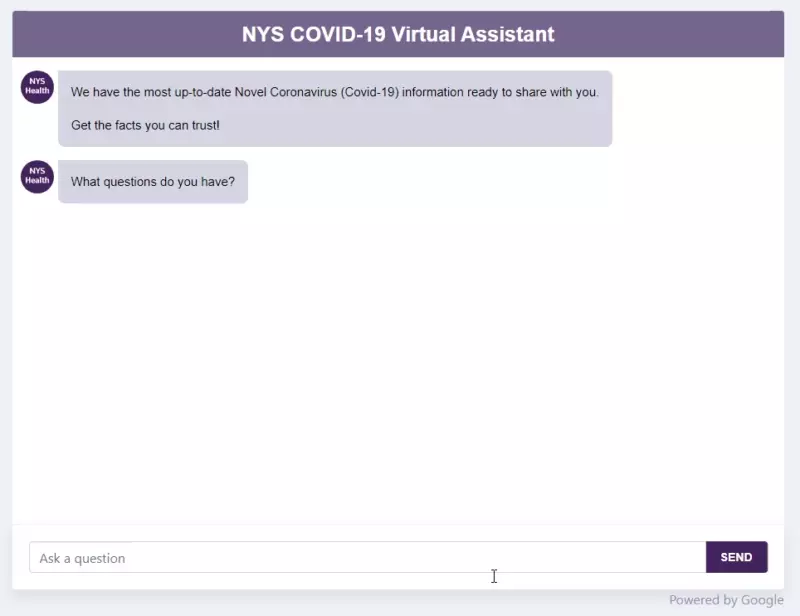 NYS COVID-19 Virtual Assistant
NYS
Health
We have the most up-to-date Novel Coronavirus (Covid-19) information ready to share with you.
Get the facts you can trust!
NYS
Health
What questions do you have?
Ask a question
SEND
Powered by Google